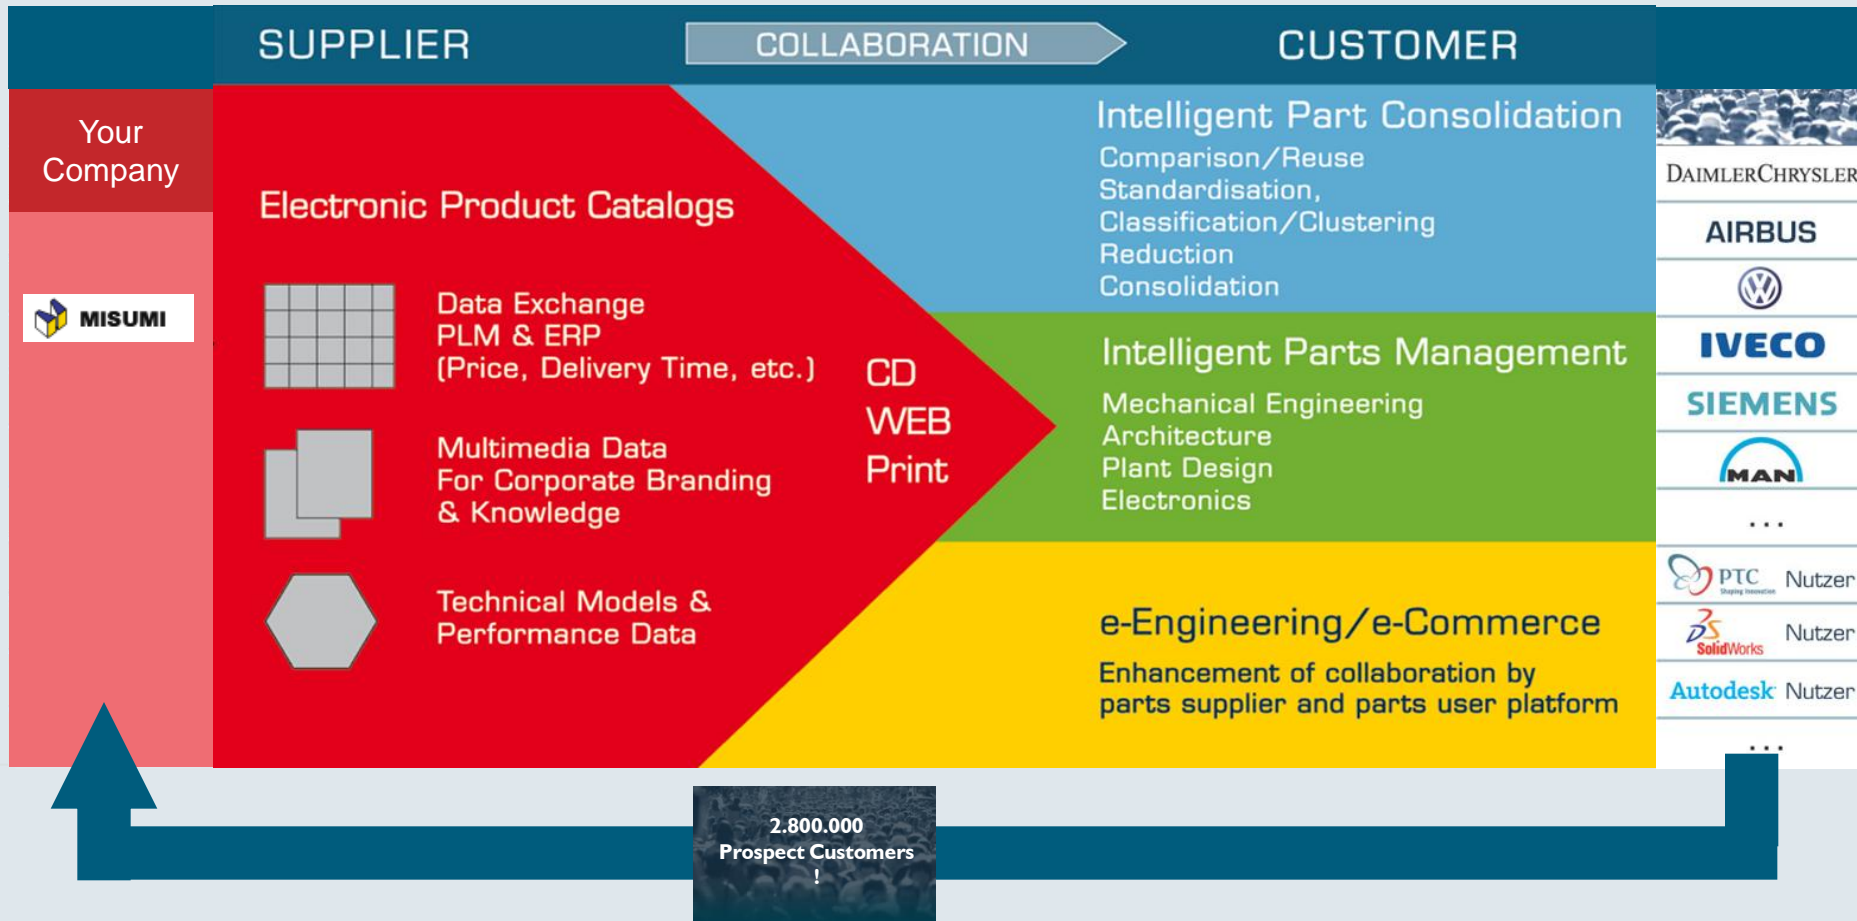 SUPPLIER
COLLABORATION
CUSTOMER
Your
Company
MISUMI
Electronic Product Catalogs
Data Exchange
PLM & ERP
(Price, Delivery Time, etc.)
Multimedia Data
For Corporate Branding
& Knowledge
Technical Models &
Performance Data
CD
WEB
Print
Intelligent Part Consolidation
Comparison/Reuse
Standardisation,
Classification/Clustering
Reduction
Consolidation
Intelligent Parts Management
Mechanical Engineering
Architecture
Plant Design
Electronics
e-Engineering/e-Commerce
Enhancement of collaboration by
parts supplier and parts user platform
DAIMLERCHRYSLER
AIRBUS
VW
IVECO
SIEMENS
MAN
...
PTC Nutzer
Shaping Innovation
DS Nutzer
SolidWorks
Autodesk Nutzer
...
2.800.000
Prospect Customers
!